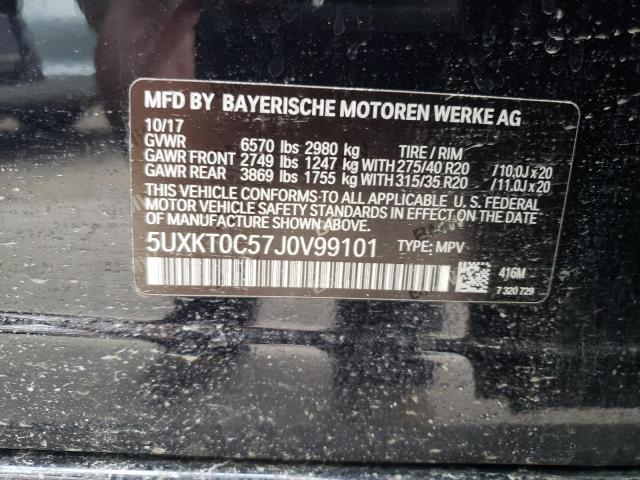 MFD BY BAYERISCHE MOTOREN WERKE AG
10/17
GVWR 6570 lbs 2980 kg TIRE / RIM
GAWR FRONT 2749 lbs 1247 kg WITH 275/40 R20 /10.0J x 20
GAWR REAR 3869 lbs 1755 kg WITH 315/35 R20 /11.0J x 20
THIS VEHICLE CONFORMS TO ALL APPLICABLE U.S. FEDERAL
MOTOR VEHICLE SAFETY STANDARDS IN EFFECT ON THE DATE
OF MANUFACTURE SHOWN ABOVE.
5UXKT0C57J0V99101 TYPE: MPV
416M
7 320 729